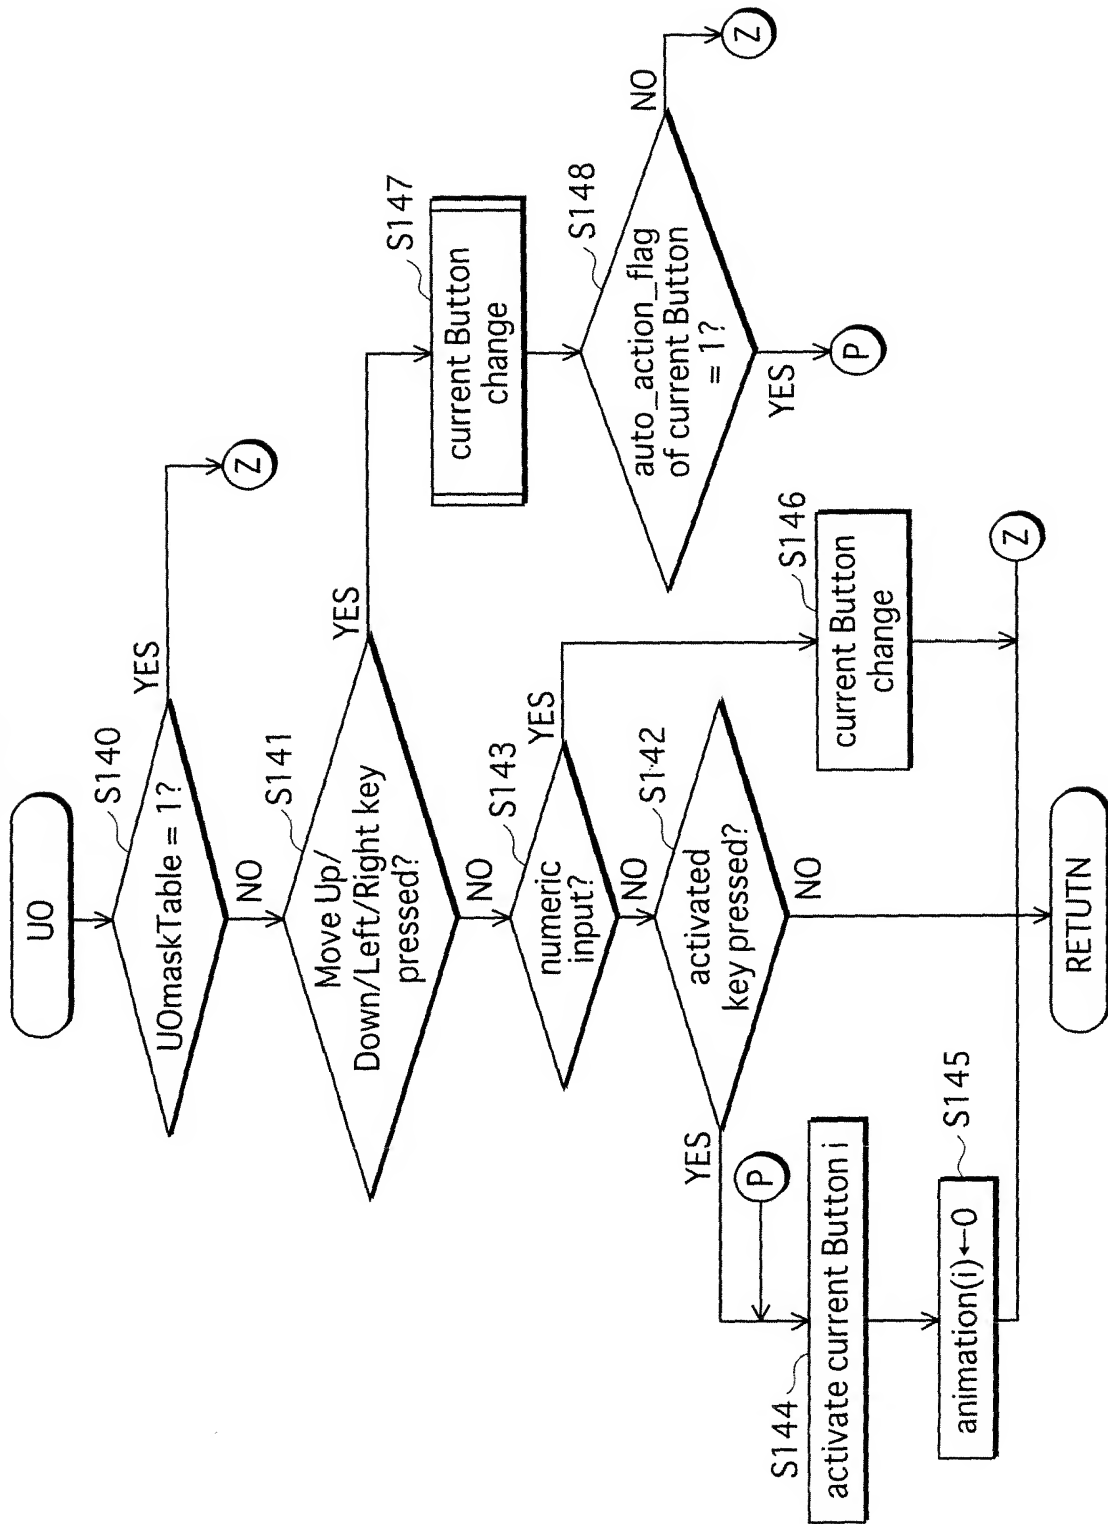 UO
S140
UOmaskTable = 1?
YES
Z
NO
S141
Move Up/
Down/Left/Right key
pressed?
YES
S147
current Button
change
S148
auto_action_flag
of current Button
= 1?
NO
Z
YES
P
NO
S143
numeric
input?
YES
S146
current Button
change
Z
NO
S142
activated
key pressed?
YES
P
S144
activate current Button i
S145
animation(i)←0
NO
RETUTN